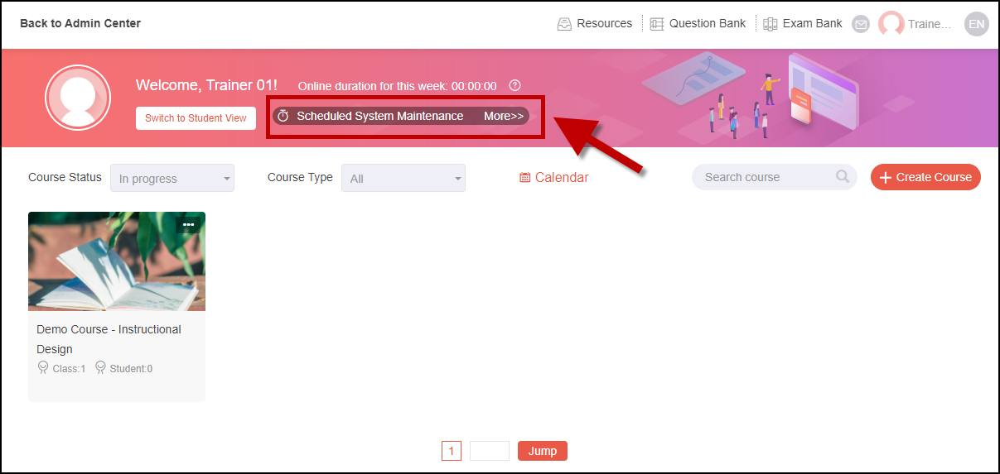 Back to Admin Center
Resources
Question Bank
Exam Bank
Traine...
EN
Welcome, Trainer 01!
Online duration for this week: 00:00:00
?
Switch to Student View
Scheduled System Maintenance
More>>
Course Status
In progress
Course Type
All
Calendar
Search course
+ Create Course
Demo Course - Instructional
Design
Class:1
Student:0
1
Jump